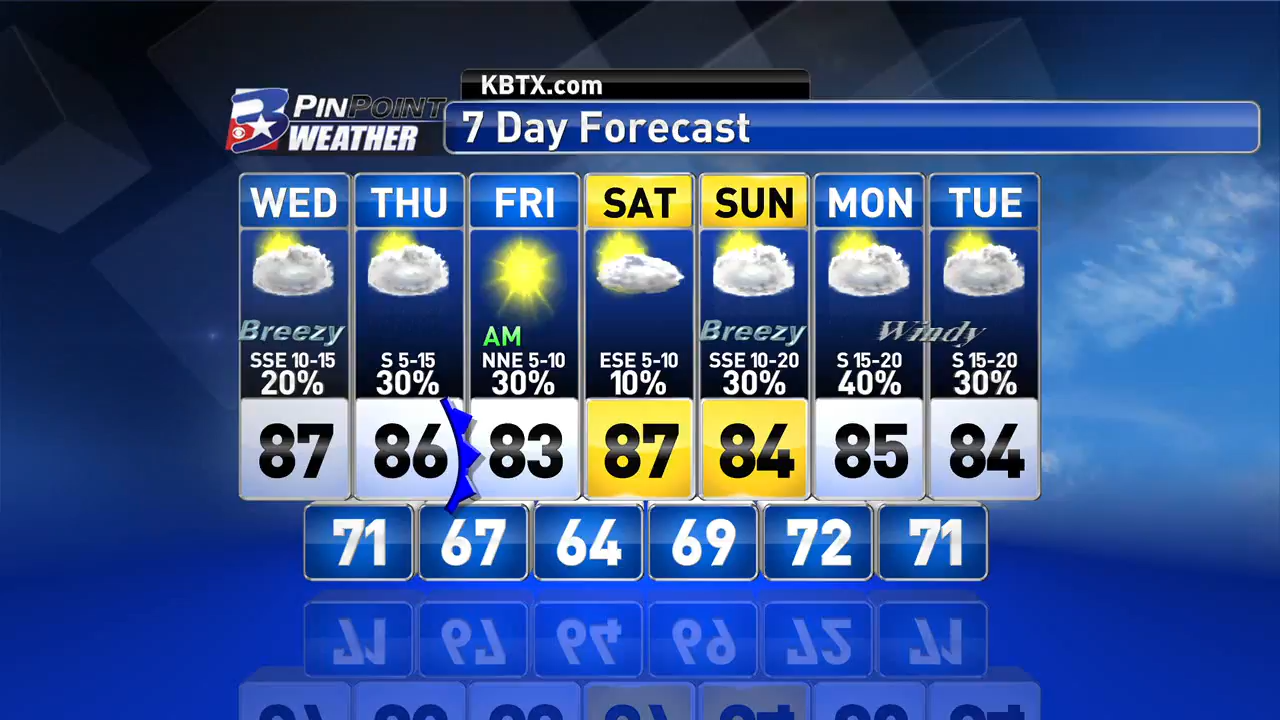 KBTX.com
PINPOINT
WEATHER
7 Day Forecast
WED THU FRI SAT SUN MON TUE
Breezy AM Breezy Windy
SSE 10-15 S 5-15 NNE 5-10 ESE 5-10 SSE 10-20 S 15-20 S 15-20
20% 30% 30% 10% 30% 40% 30%
87 86 83 87 84 85 84
71 67 64 69 72 71